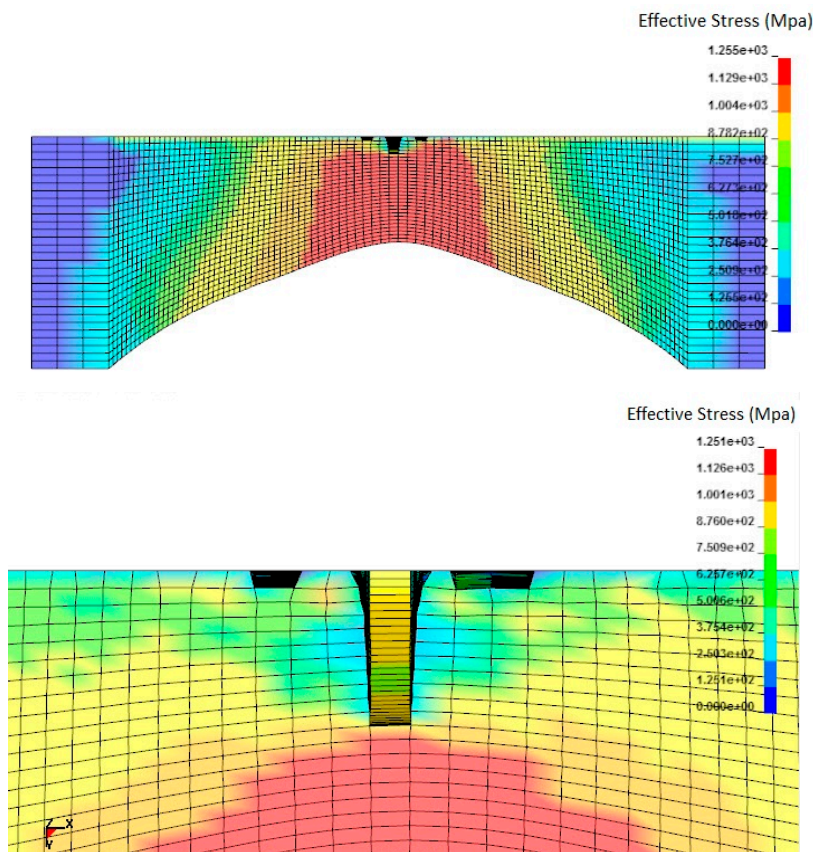 Effective Stress (Mpa)
1.255e+03
1.129e+03
1.004e+03
8.782e+02
7.527e+02
6.273e+02
5.018e+02
3.764e+02
2.509e+02
1.255e+02
0.000e+00
Effective Stress (Mpa)
1.251e+03
1.126e+03
1.001e+03
8.760e+02
7.509e+02
6.257e+02
5.006e+02
3.754e+02
2.503e+02
1.251e+02
0.000e+00
Z
X
Y